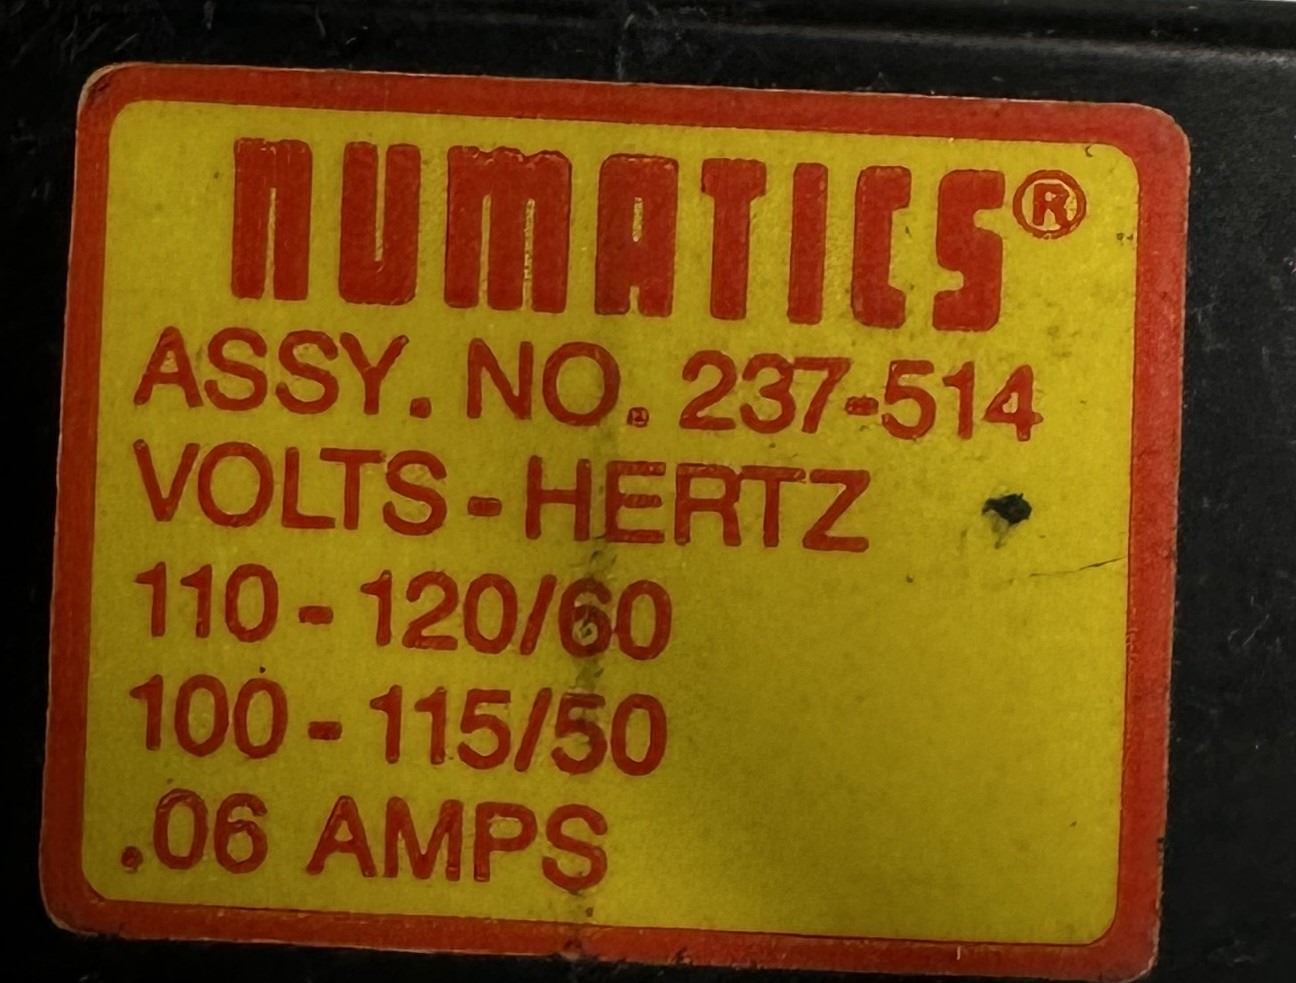 NUMATICS®
ASSY. NO. 237-514
VOLTS - HERTZ
110 - 120/60
100 - 115/50
.06 AMPS